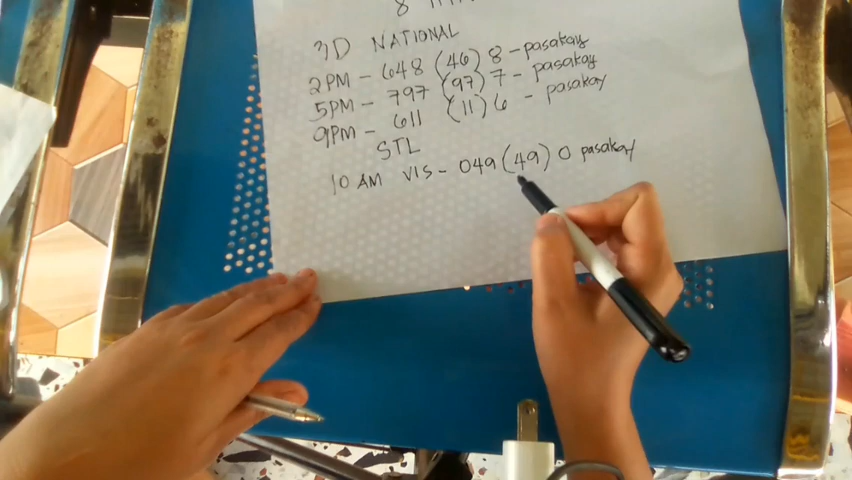 3D NATIONAL
2PM - 648 (46) 8 - pasakay
5PM - 797 (97) 7 - pasakay
9PM - 611 (11) 6 - pasakay
STL
10 AM VIS - 049 (49) 0 pasakay